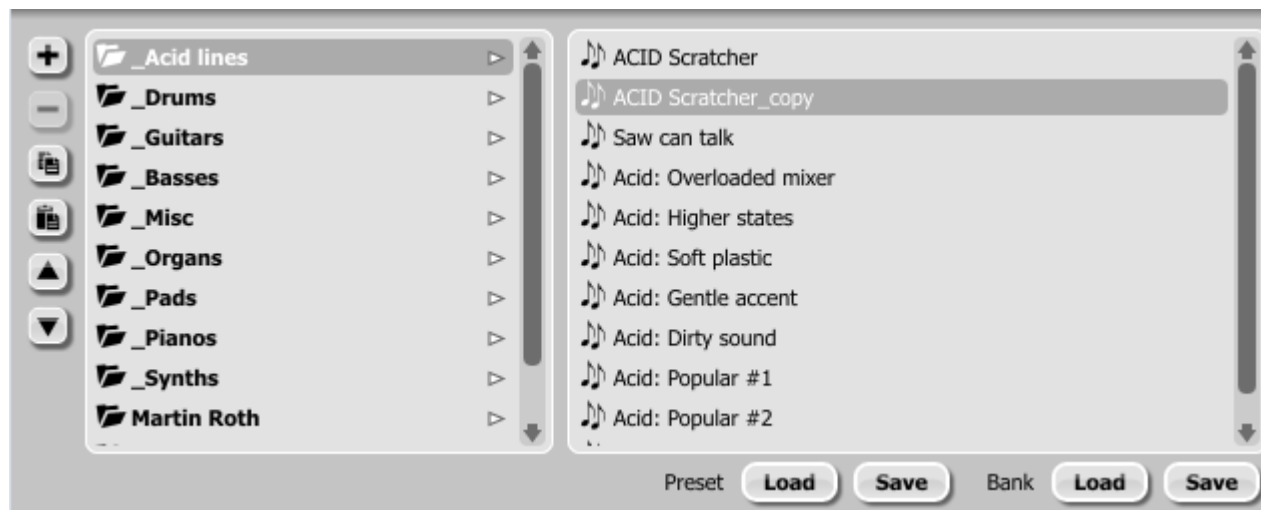 _Acid lines
_Drums
_Guitars
_Basses
_Misc
_Organs
_Pads
_Pianos
_Synths
Martin Roth
ACID Scratcher
ACID Scratcher_copy
Saw can talk
Acid: Overloaded mixer
Acid: Higher states
Acid: Soft plastic
Acid: Gentle accent
Acid: Dirty sound
Acid: Popular #1
Acid: Popular #2
Preset Load Save Bank Load Save